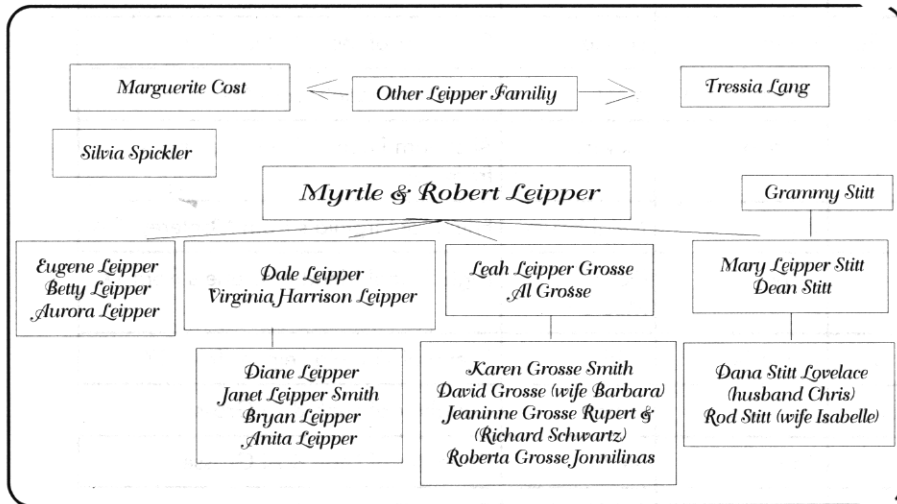 Marguerite Cost
Other Leipper Familiy
Tressia Lang
Silvia Spickler
Myrtle & Robert Leipper
Grammy Stitt
Eugene Leipper
Betty Leipper
Aurora Leipper
Dale Leipper
Virginia Harrison Leipper
Leah Leipper Grosse
Al Grosse
Mary Leipper Stitt
Dean Stitt
Diane Leipper
Janet Leipper Smith
Bryan Leipper
Anita Leipper
Karen Grosse Smith
David Grosse (wife Barbara)
Jeaninne Grosse Rupert &
(Richard Schwartz)
Roberta Grosse Jonnilinas
Dana Stitt Lovelace
(husband Chris)
Rod Stitt (wife Isabelle)